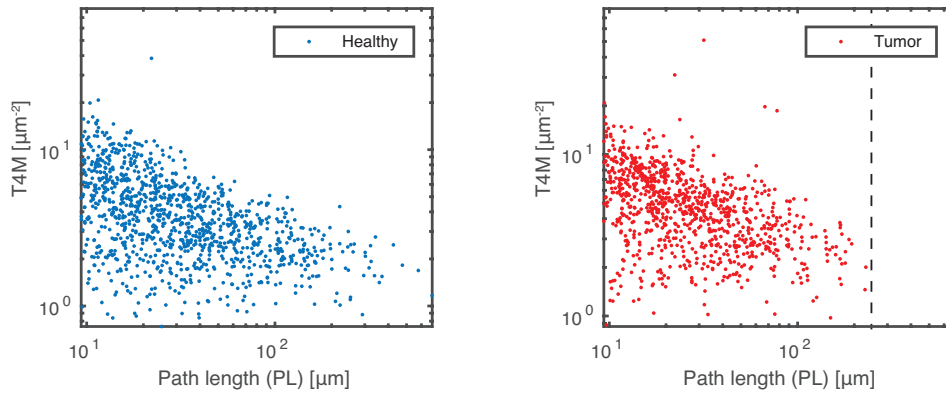 Healthy
T4M [µm⁻²]
10¹
10⁰
10¹
10²
Path length (PL) [µm]
Tumor
T4M [µm⁻²]
10¹
10⁰
10¹
10²
Path length (PL) [µm]